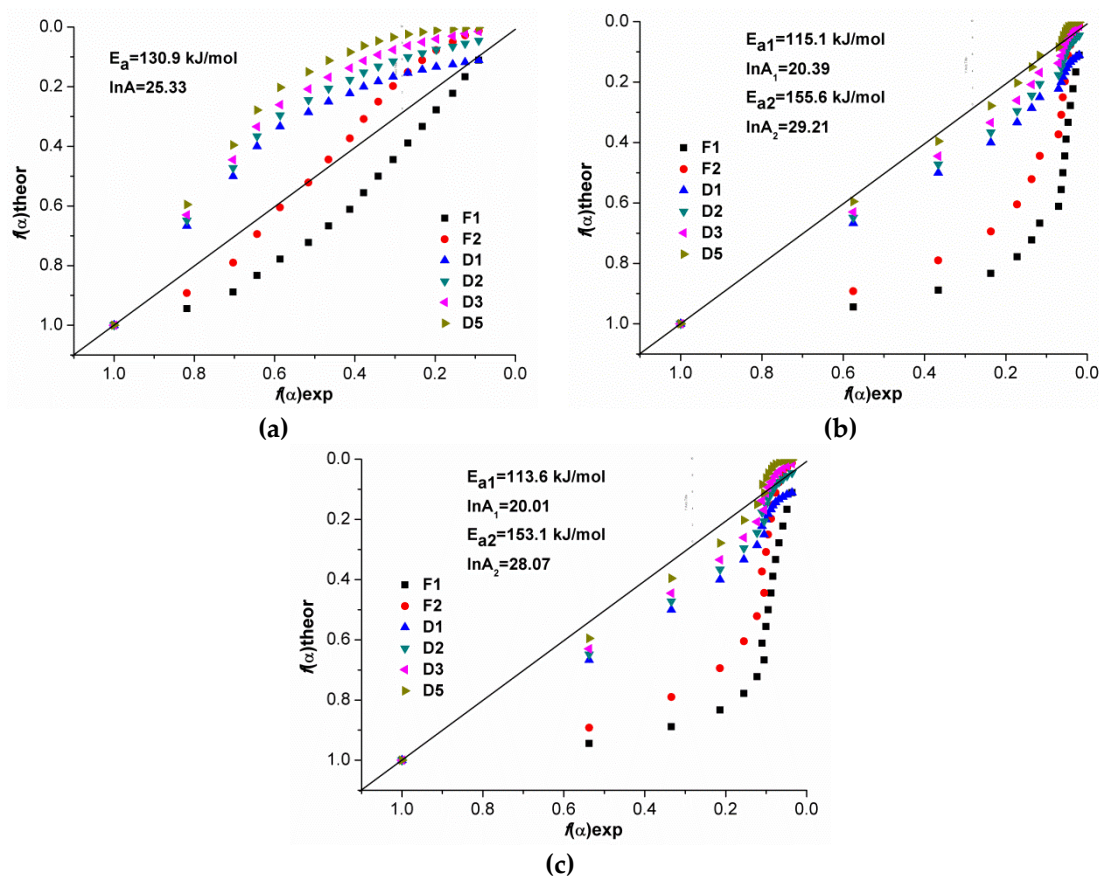 0.0
0.2
0.4
0.6
0.8
1.0
f(α)theor
Ea=130.9 kJ/mol
lnA=25.33
F1
F2
D1
D2
D3
D5
1.0
0.8
0.6
0.4
0.2
0.0
f(α)exp
(a)
0.0
0.2
0.4
0.6
0.8
1.0
f(α)theor
Ea1=115.1 kJ/mol
lnA1=20.39
Ea2=155.6 kJ/mol
lnA2=29.21
F1
F2
D1
D2
D3
D5
1.0
0.8
0.6
0.4
0.2
0.0
f(α)exp
(b)
0.0
0.2
0.4
0.6
0.8
1.0
f(α)theor
Ea1=113.6 kJ/mol
lnA1=20.01
Ea2=153.1 kJ/mol
lnA2=28.07
F1
F2
D1
D2
D3
D5
1.0
0.8
0.6
0.4
0.2
0.0
f(α)exp
(c)